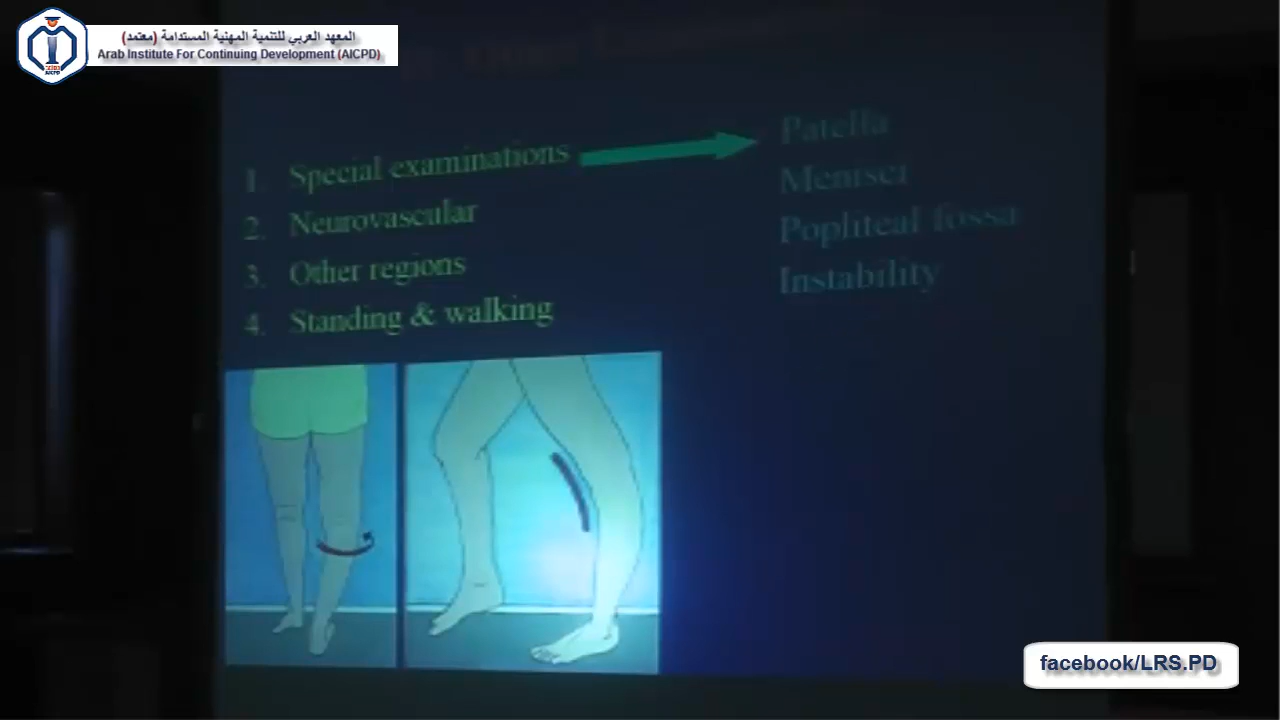 المعهد العربي للتنمية المهنية المستدامة (معتمد)
Arab Institute For Continuing Development (AICPD)
AICPD
1. Special examinations
2. Neurovascular
3. Other regions
4. Standing & walking
Patella
Menisci
Popliteal fossa
Instability
facebook/LRS.PD